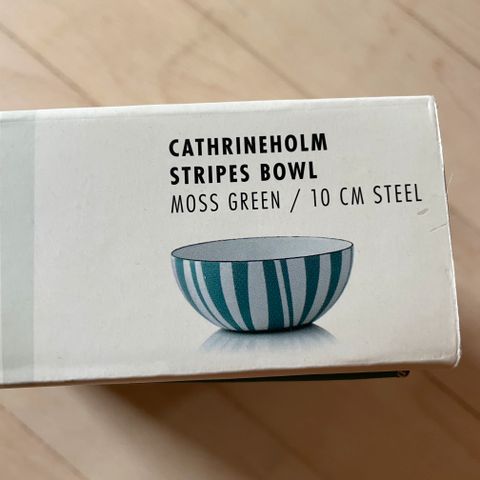 CATHRINEHOLM
STRIPES BOWL
MOSS GREEN / 10 CM STEEL